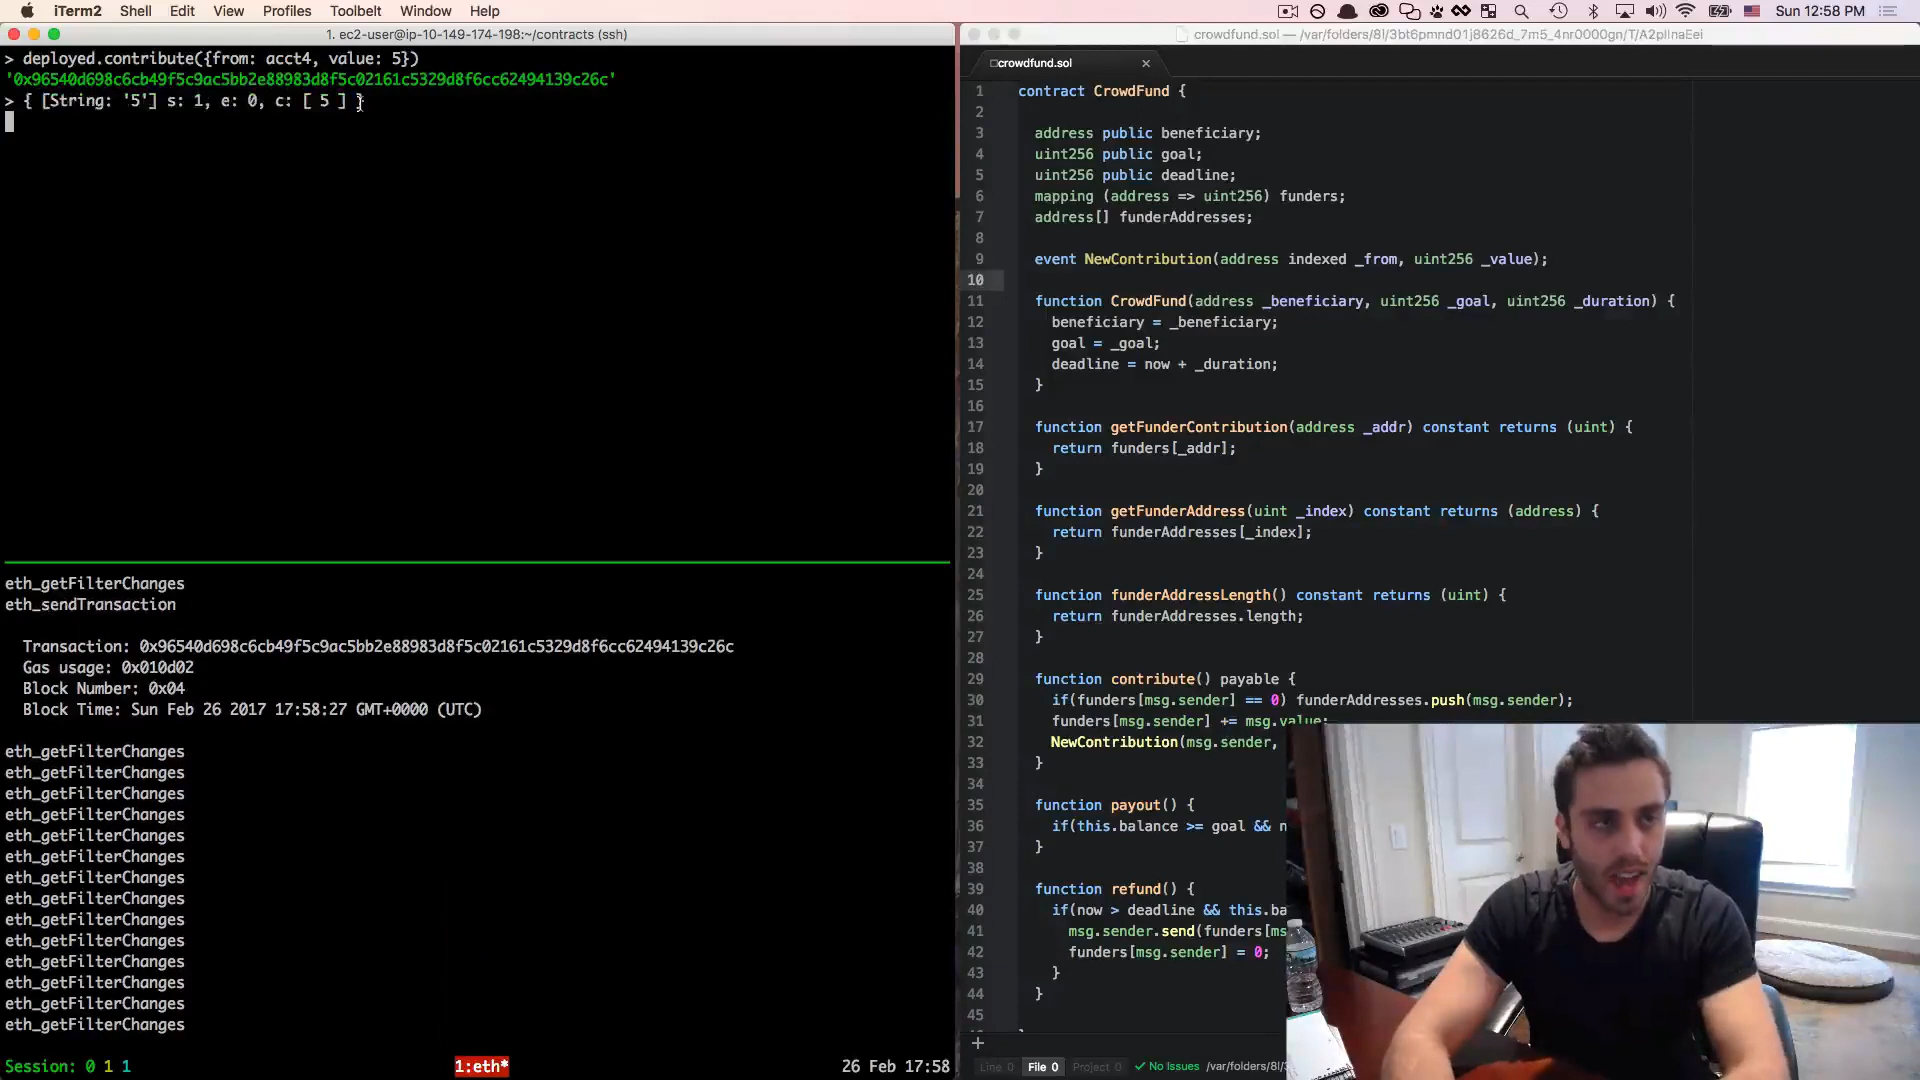 iTerm2 Shell Edit View Profiles Toolbelt Window Help Sun 12:58 PM
1. ec2-user@ip-10-149-174-198:~/contracts (ssh)
> deployed.contribute({from: acct4, value: 5})
'0x96540d698c6cb49f5c9ac5bb2e88983d8f5c02161c5329d8f6cc62494139c26c'
> { [String: '5'] s: 1, e: 0, c: [ 5 ] }
eth_getFilterChanges
eth_sendTransaction
Transaction: 0x96540d698c6cb49f5c9ac5bb2e88983d8f5c02161c5329d8f6cc62494139c26c
Gas usage: 0x010d02
Block Number: 0x04
Block Time: Sun Feb 26 2017 17:58:27 GMT+0000 (UTC)
eth_getFilterChanges
eth_getFilterChanges
eth_getFilterChanges
eth_getFilterChanges
eth_getFilterChanges
eth_getFilterChanges
eth_getFilterChanges
eth_getFilterChanges
eth_getFilterChanges
eth_getFilterChanges
eth_getFilterChanges
eth_getFilterChanges
eth_getFilterChanges
eth_getFilterChanges
Session: 0 1 1 1:eth* 26 Feb 17:58
crowdfund.sol — /var/folders/8l/3bt6pmnd01j8626d_7m5_4nr0000gn/T/A2pIlnaEei
crowdfund.sol
1 contract CrowdFund {
2
3 address public beneficiary;
4 uint256 public goal;
5 uint256 public deadline;
6 mapping (address => uint256) funders;
7 address[] funderAddresses;
8
9 event NewContribution(address indexed _from, uint256 _value);
10
11 function CrowdFund(address _beneficiary, uint256 _goal, uint256 _duration) {
12 beneficiary = _beneficiary;
13 goal = _goal;
14 deadline = now + _duration;
15 }
16
17 function getFunderContribution(address _addr) constant returns (uint) {
18 return funders[_addr];
19 }
20
21 function getFunderAddress(uint _index) constant returns (address) {
22 return funderAddresses[_index];
23 }
24
25 function funderAddressLength() constant returns (uint) {
26 return funderAddresses.length;
27 }
28
29 function contribute() payable {
30 if(funders[msg.sender] == 0) funderAddresses.push(msg.sender);
31 funders[msg.sender] += msg.value;
32 NewContribution(msg.sender,
33 }
34
35 function payout() {
36 if(this.balance >= goal && n
37 }
38
39 function refund() {
40 if(now > deadline && this.ba
41 msg.sender.send(funders[ms
42 funders[msg.sender] = 0;
43 }
44 }
45
+
Line 0 File 0 Project 0 ✓ No Issues /var/folders/8l/